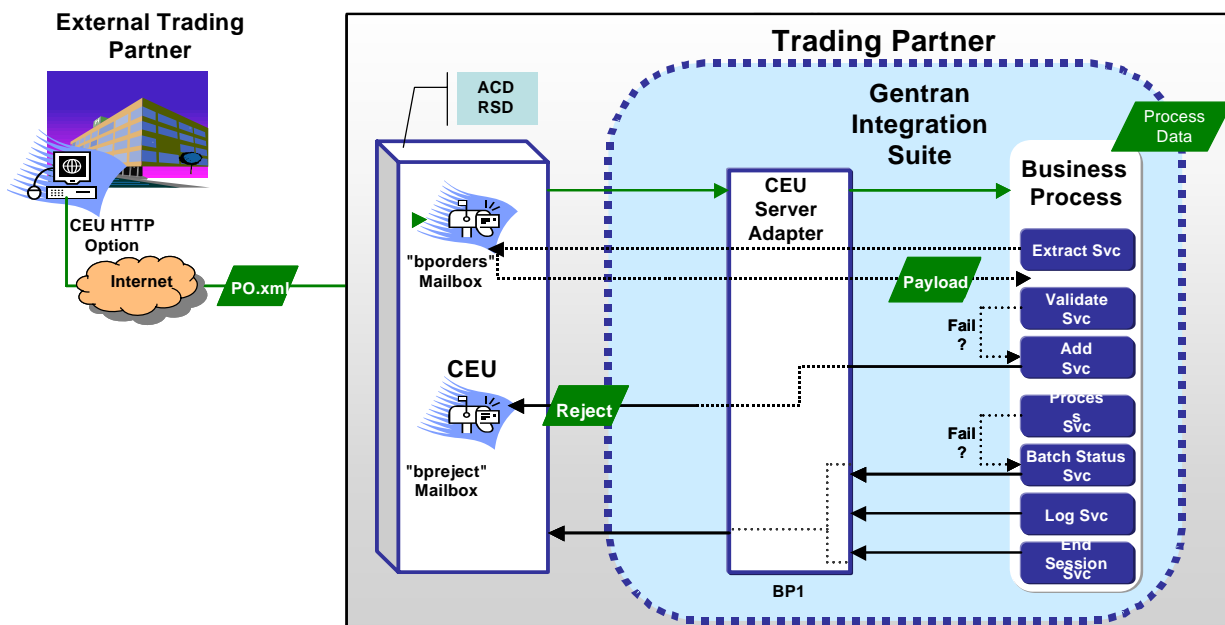 External Trading
Partner
CEU HTTP
Option
Internet
PO.xml
Trading Partner
ACD
RSD
Gentran
Integration
Suite
Process
Data
"bporders"
Mailbox
CEU
"bpreject"
Mailbox
Reject
CEU
Server
Adapter
BP1
Payload
Business
Process
Extract Svc
Validate
Svc
Fail
?
Add
Svc
Proces
s
Svc
Fail
?
Batch Status
Svc
Log Svc
End
Session
Svc